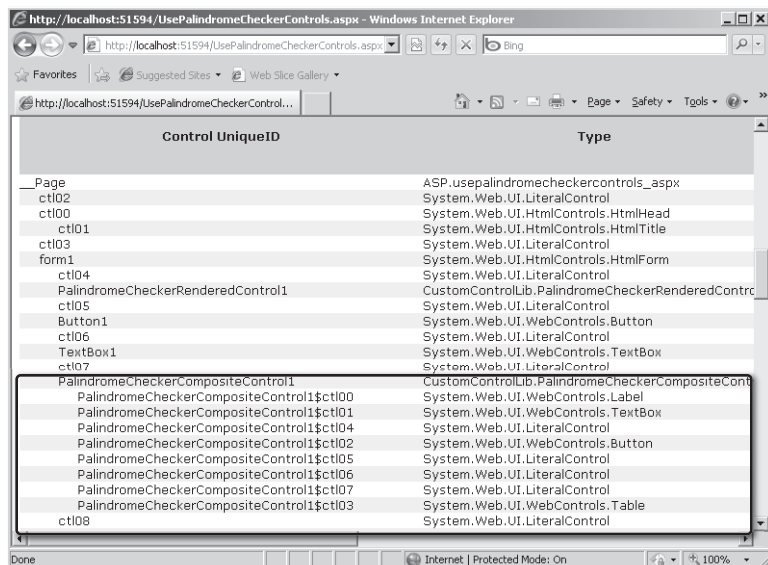 http://localhost:51594/UsePalindromeCheckerControls.aspx - Windows Internet Explorer
http://localhost:51594/UsePalindromeCheckerControls.aspx Bing
Favorites Suggested Sites Web Slice Gallery
http://localhost:51594/UsePalindromeCheckerControl... Page Safety Tools »
Control UniqueID Type
__Page ASP.usepalindromecheckercontrols_aspx
ctl02 System.Web.UI.LiteralControl
ctl00 System.Web.UI.HtmlControls.HtmlHead
ctl01 System.Web.UI.HtmlControls.HtmlTitle
ctl03 System.Web.UI.LiteralControl
form1 System.Web.UI.HtmlControls.HtmlForm
ctl04 System.Web.UI.LiteralControl
PalindromeCheckerRenderedControl1 CustomControlLib.PalindromeCheckerRenderedContro
ctl05 System.Web.UI.LiteralControl
Button1 System.Web.UI.WebControls.Button
ctl06 System.Web.UI.LiteralControl
TextBox1 System.Web.UI.WebControls.TextBox
ctl07 System.Web.UI.LiteralControl
PalindromeCheckerCompositeControl1 CustomControlLib.PalindromeCheckerCompositeCont
PalindromeCheckerCompositeControl1$ctl00 System.Web.UI.WebControls.Label
PalindromeCheckerCompositeControl1$ctl01 System.Web.UI.WebControls.TextBox
PalindromeCheckerCompositeControl1$ctl04 System.Web.UI.LiteralControl
PalindromeCheckerCompositeControl1$ctl02 System.Web.UI.WebControls.Button
PalindromeCheckerCompositeControl1$ctl05 System.Web.UI.LiteralControl
PalindromeCheckerCompositeControl1$ctl06 System.Web.UI.LiteralControl
PalindromeCheckerCompositeControl1$ctl07 System.Web.UI.LiteralControl
PalindromeCheckerCompositeControl1$ctl03 System.Web.UI.WebControls.Table
ctl08 System.Web.UI.LiteralControl
Done Internet | Protected Mode: On 100%